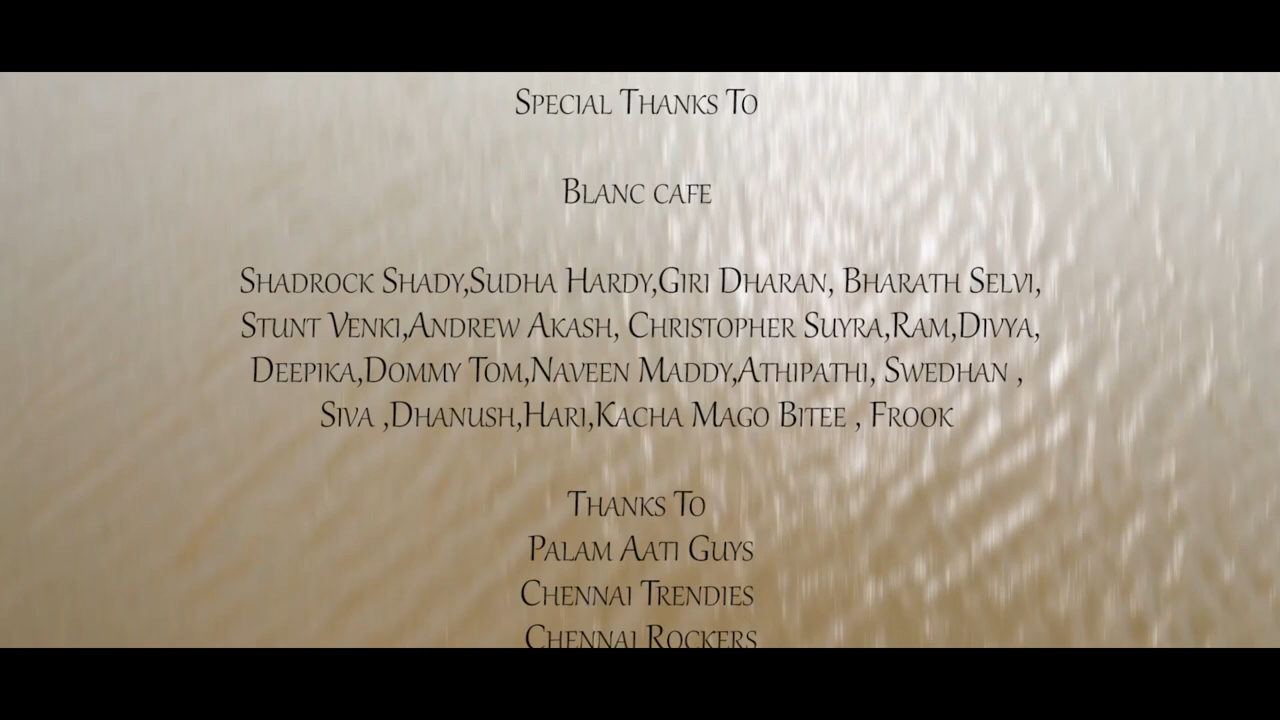 Special Thanks To
Blanc cafe
Shadrock Shady,Sudha Hardy,Giri Dharan, Bharath Selvi,
Stunt Venki,Andrew Akash, Christopher Suyra,Ram,Divya,
Deepika,Dommy Tom,Naveen Maddy,Athipathi, Swedhan ,
Siva ,Dhanush,Hari,Kacha Mago Bitee , Frook
Thanks To
Palam Aati Guys
Chennai Trendies
Chennai Rockers